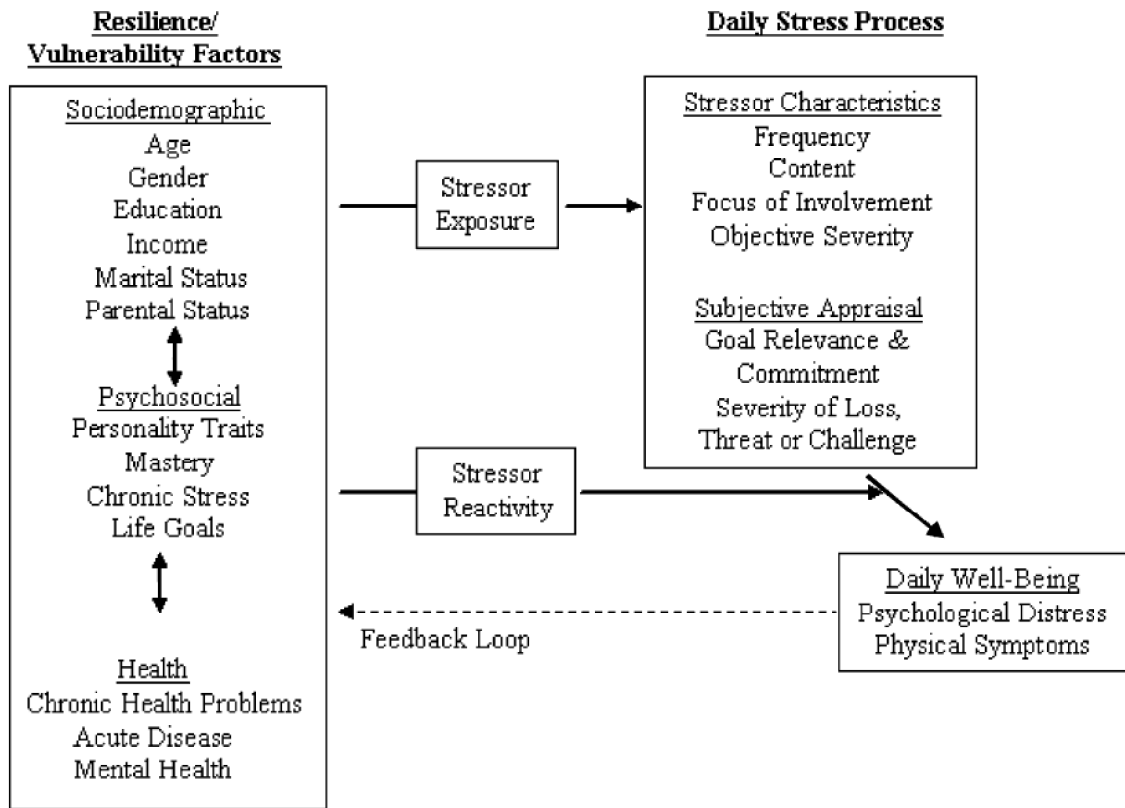 Resilience/
Vulnerability Factors
Sociodemographic
Age
Gender
Education
Income
Marital Status
Parental Status
Psychosocial
Personality Traits
Mastery
Chronic Stress
Life Goals
Health
Chronic Health Problems
Acute Disease
Mental Health
Stressor
Exposure
Stressor
Reactivity
Feedback Loop
Daily Stress Process
Stressor Characteristics
Frequency
Content
Focus of Involvement
Objective Severity
Subjective Appraisal
Goal Relevance &
Commitment
Severity of Loss,
Threat or Challenge
Daily Well-Being
Psychological Distress
Physical Symptoms